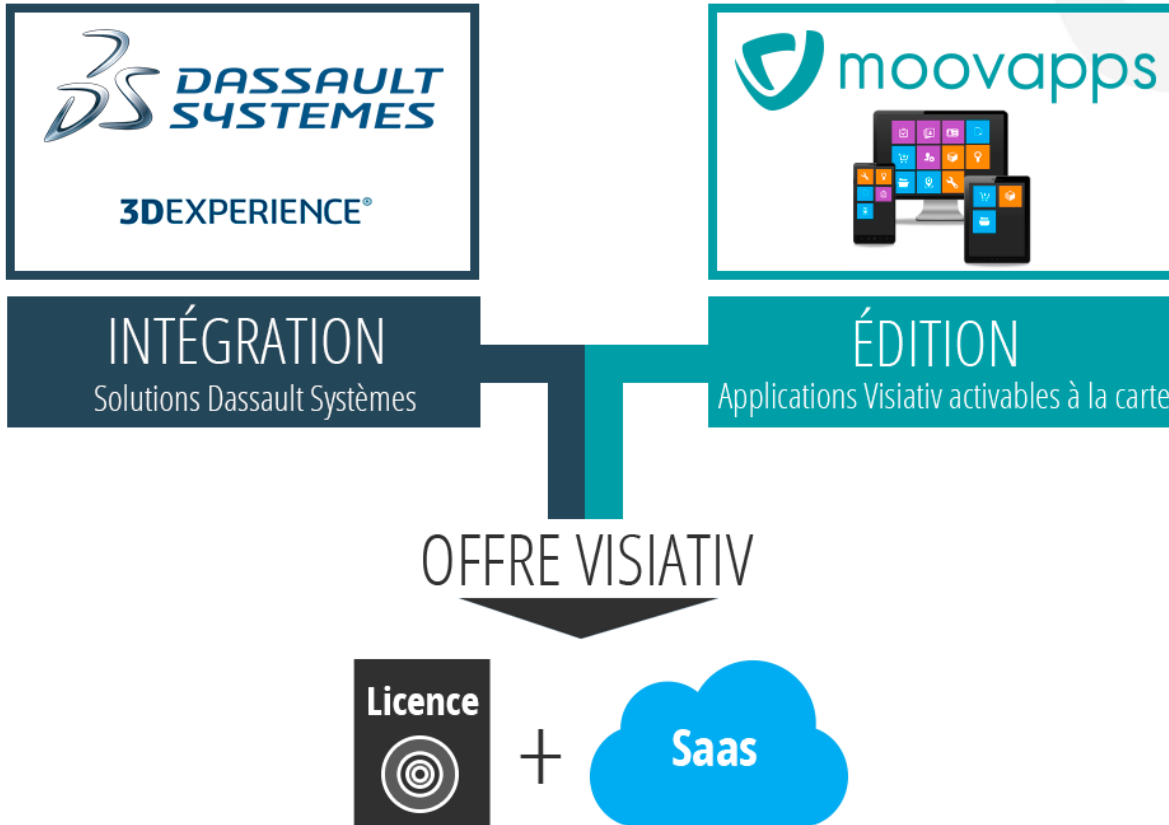 DASSAULT
SYSTEMES
3DEXPERIENCE®
moovapps
INTÉGRATION
Solutions Dassault Systèmes
ÉDITION
Applications Visiativ activables à la carte
OFFRE VISIATIV
Licence
+
Saas